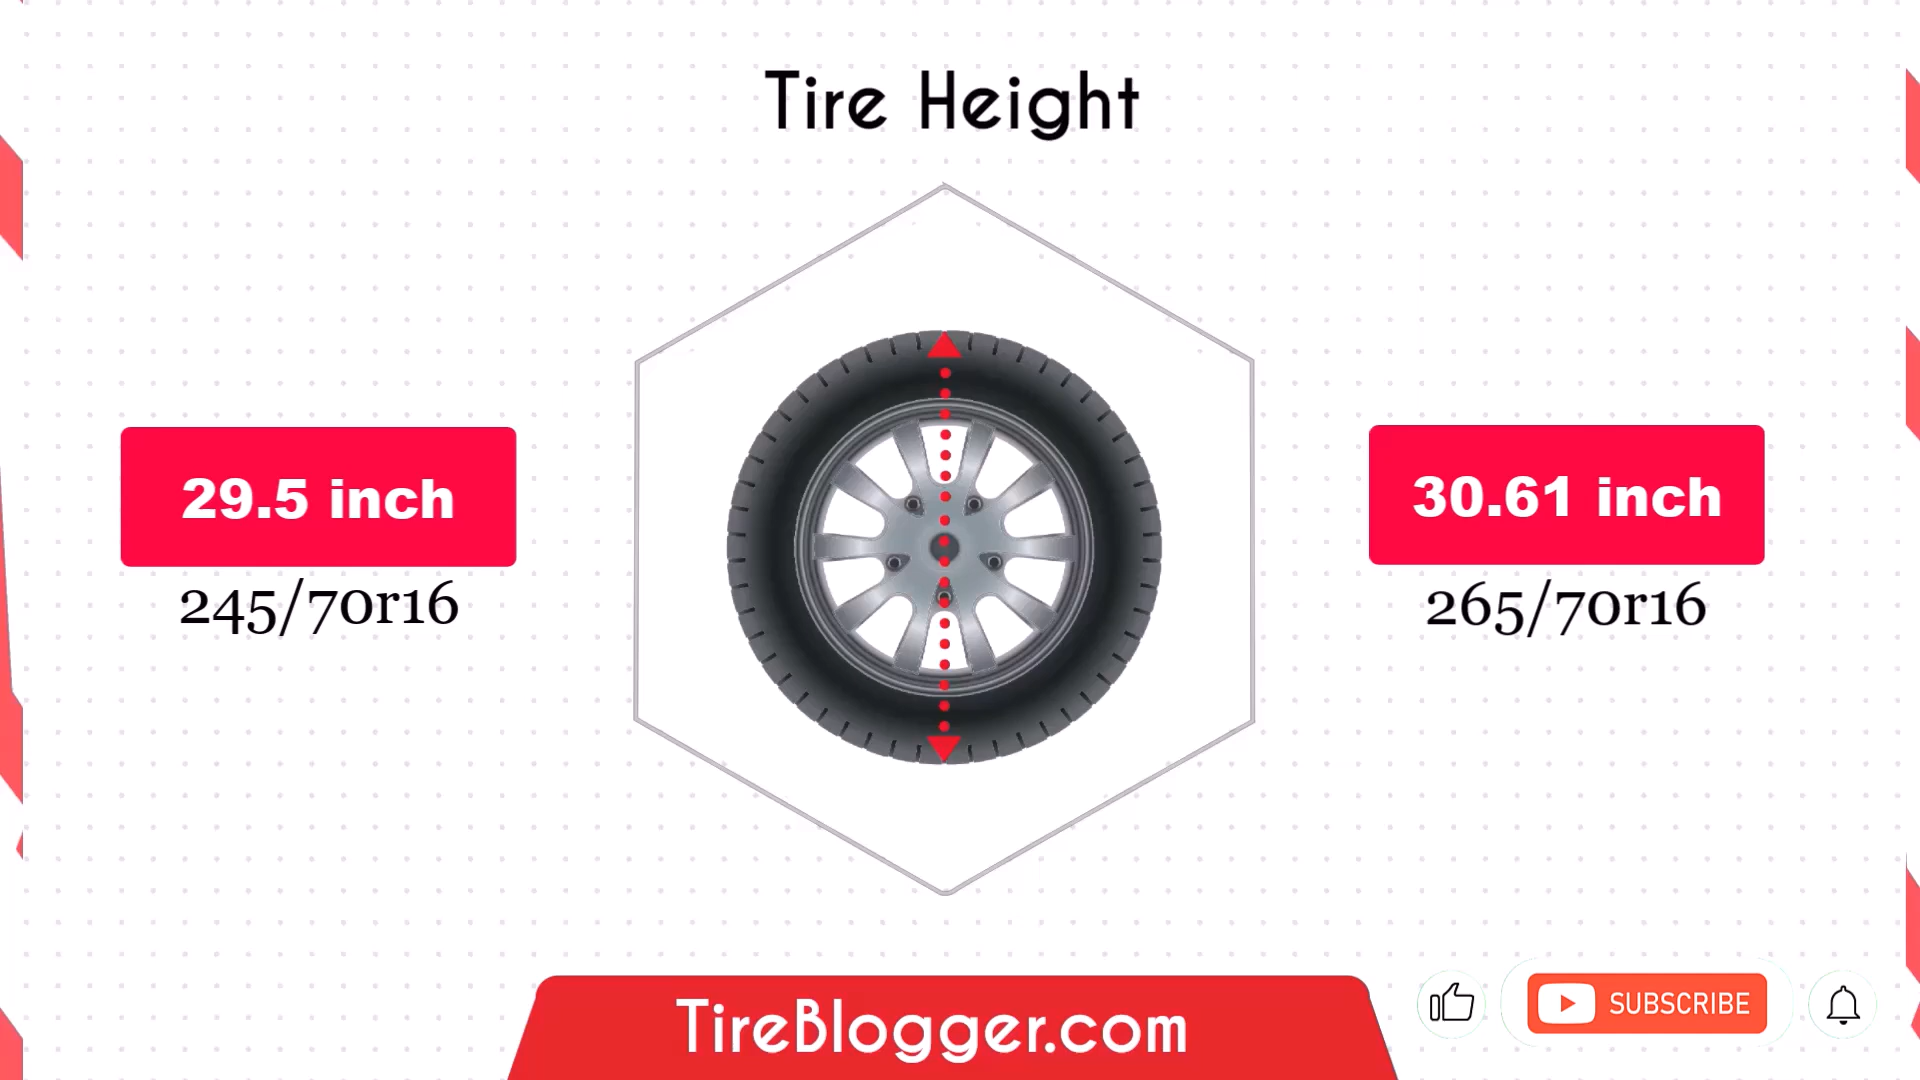 Tire Height
29.5 inch
245/70r16
30.61 inch
265/70r16
TireBlogger.com
SUBSCRIBE